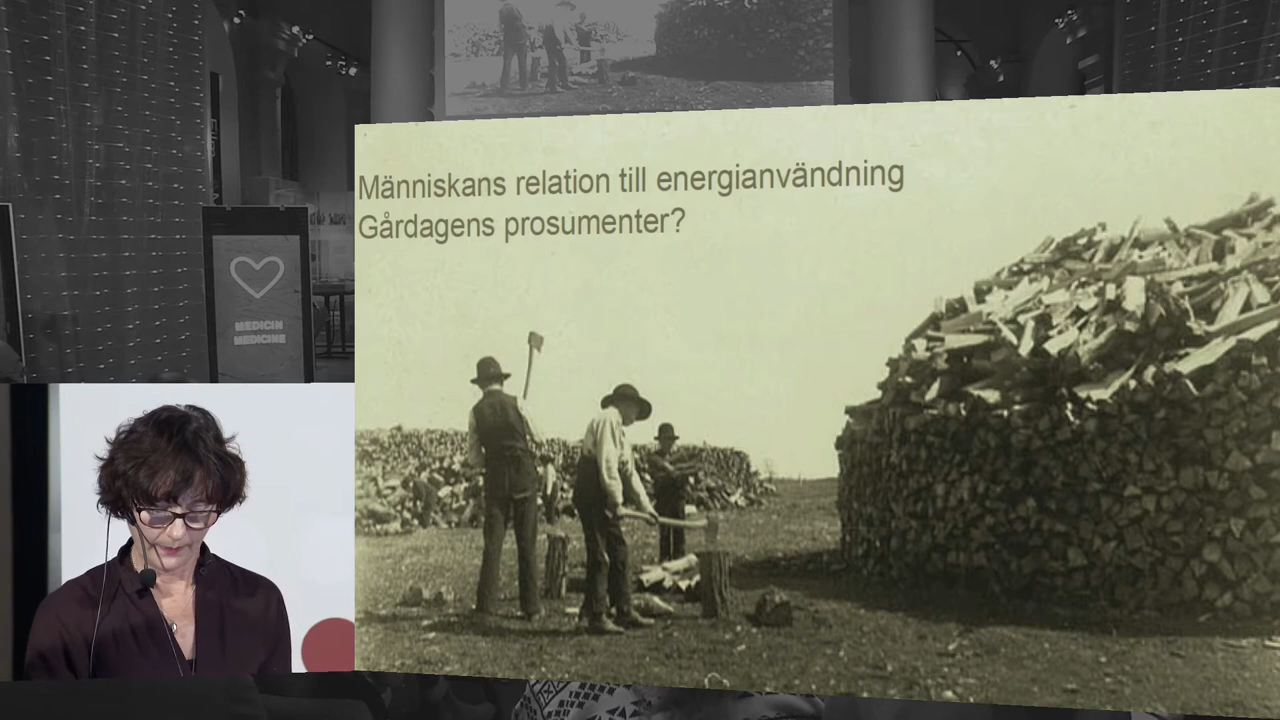 Människans relation till energianvändning
Gårdagens prosumenter?
MEDICIN
MEDICINE